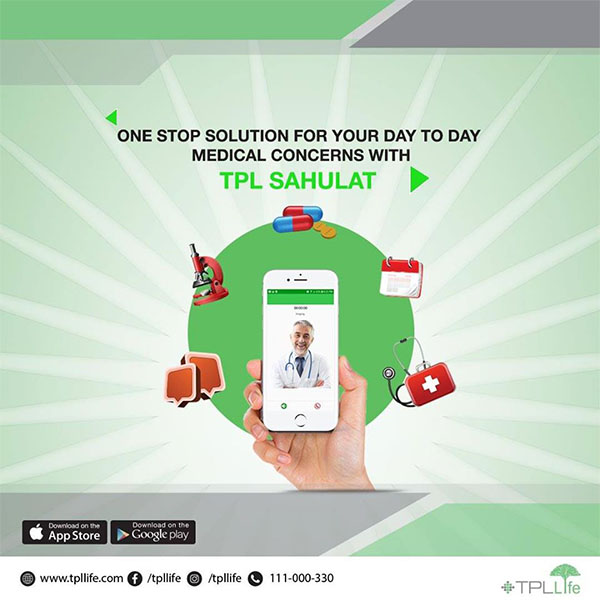 ONE STOP SOLUTION FOR YOUR DAY TO DAY
MEDICAL CONCERNS WITH
TPL SAHULAT
Download on the
App Store
Download on the
Google play
www.tpllife.com /tpllife /tpllife 111-000-330
TPLLife